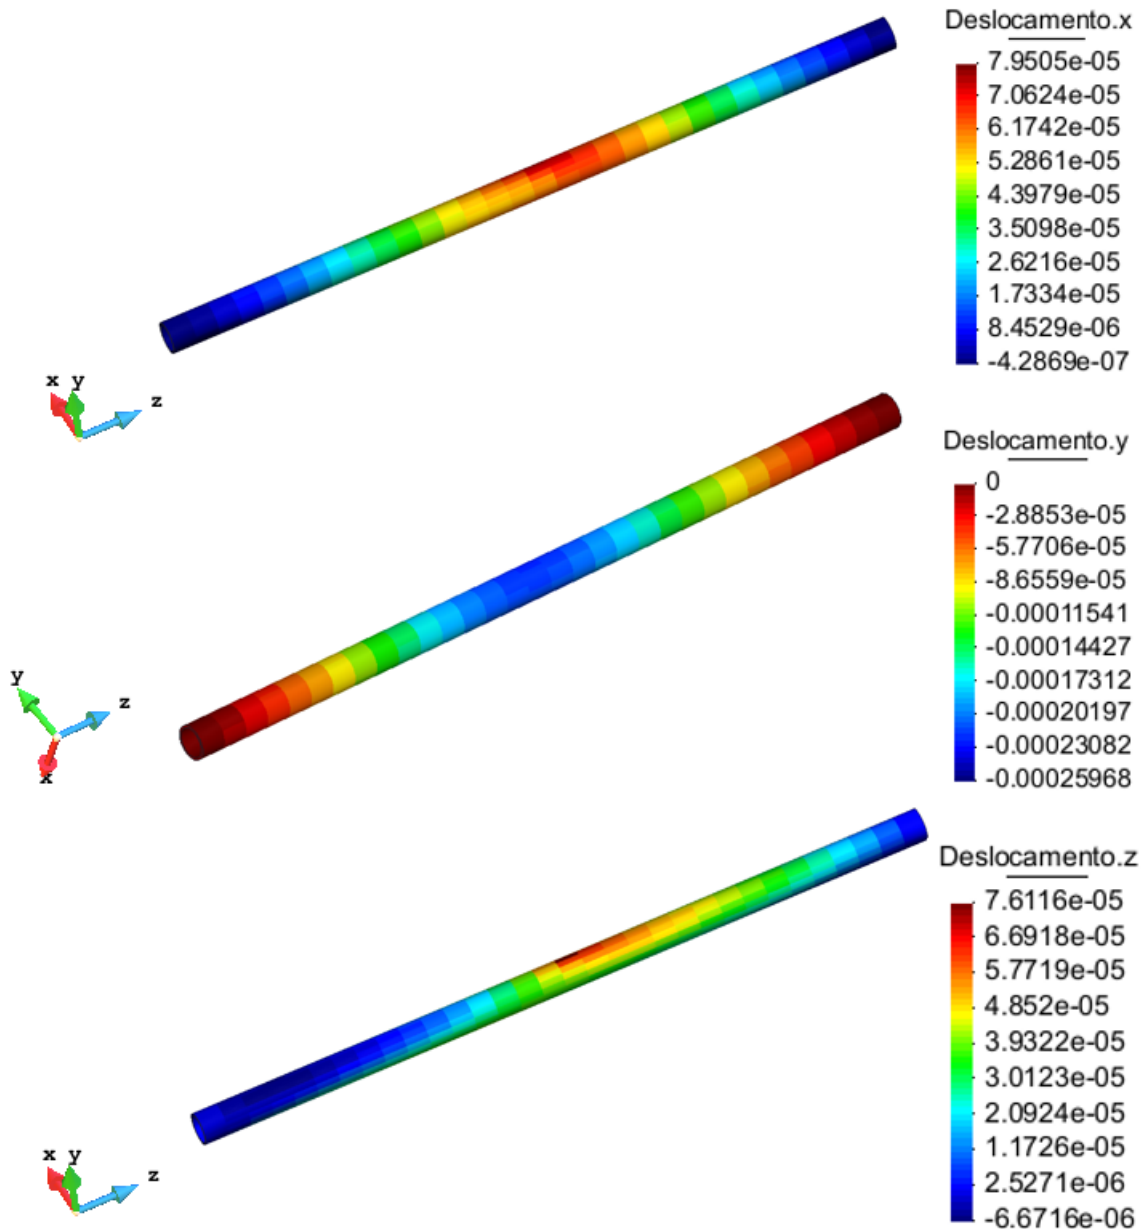 Deslocamento.x
7.9505e-05
7.0624e-05
6.1742e-05
5.2861e-05
4.3979e-05
3.5098e-05
2.6216e-05
1.7334e-05
8.4529e-06
-4.2869e-07
x y z
Deslocamento.y
0
-2.8853e-05
-5.7706e-05
-8.6559e-05
-0.00011541
-0.00014427
-0.00017312
-0.00020197
-0.00023082
-0.00025968
y z
x
Deslocamento.z
7.6116e-05
6.6918e-05
5.7719e-05
4.852e-05
3.9322e-05
3.0123e-05
2.0924e-05
1.1726e-05
2.5271e-06
-6.6716e-06
x y z